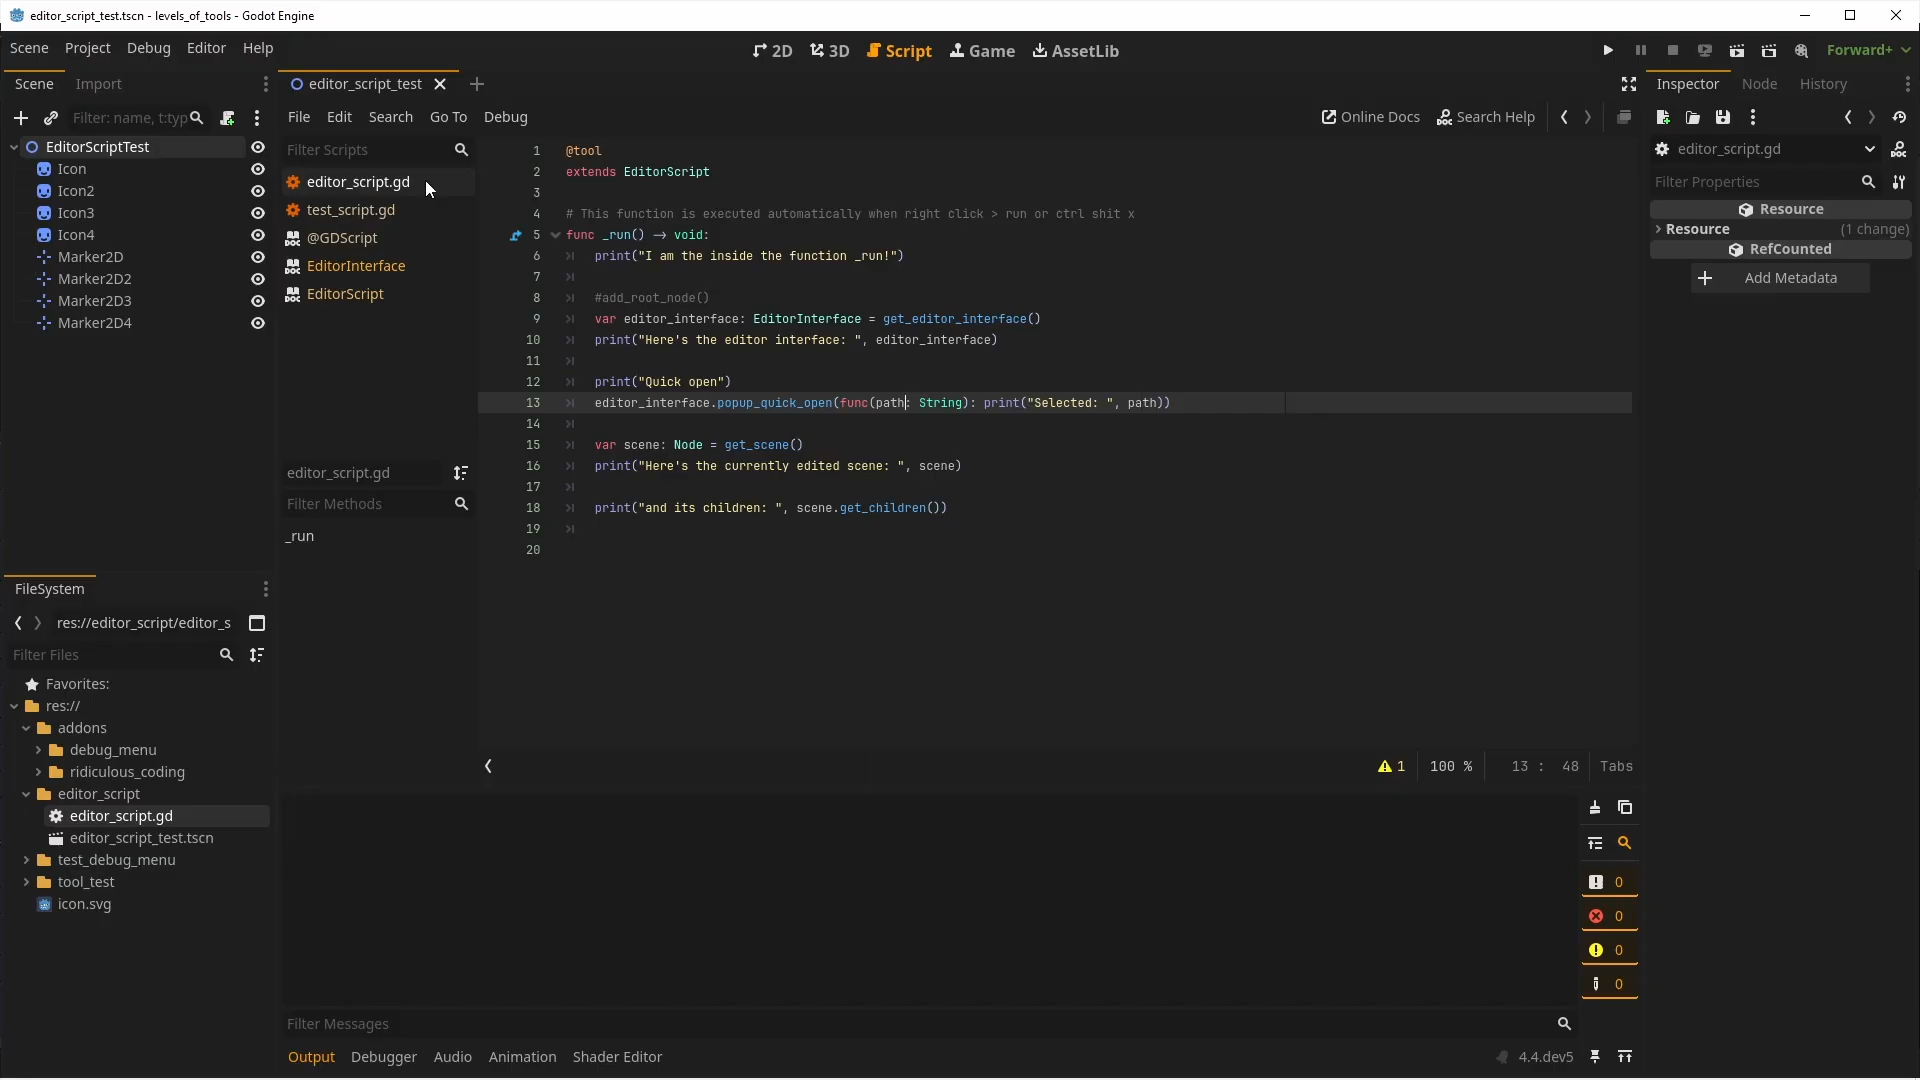 editor_script_test.tscn - levels_of_tools - Godot Engine
Scene Project Debug Editor Help
2D 3D Script Game AssetLib
Forward+
Scene Import
Filter: name, t:typ
EditorScriptTest
Icon
Icon2
Icon3
Icon4
Marker2D
Marker2D2
Marker2D3
Marker2D4
FileSystem
res://editor_script/editor_s
Filter Files
Favorites:
res://
addons
debug_menu
ridiculous_coding
editor_script
editor_script.gd
editor_script_test.tscn
test_debug_menu
tool_test
icon.svg
editor_script_test
File Edit Search Go To Debug
Online Docs Search Help
Filter Scripts
editor_script.gd
test_script.gd
@GDScript
EditorInterface
EditorScript
editor_script.gd
Filter Methods
_run
1 @tool
2 extends EditorScript
3
4 # This function is executed automatically when right click > run or ctrl shit x
5 func _run() → void:
6 print("I am the inside the function _run!")
7
8 #add_root_node()
9 var editor_interface: EditorInterface = get_editor_interface()
10 print("Here's the editor interface: ", editor_interface)
11
12 print("Quick open")
13 editor_interface.popup_quick_open(func(path: String): print("Selected: ", path))
14
15 var scene: Node = get_scene()
16 print("Here's the currently edited scene: ", scene)
17
18 print("and its children: ", scene.get_children())
19
20
1 100 % 13 : 48 Tabs
0
0
0
0
Filter Messages
Output Debugger Audio Animation Shader Editor
4.4.dev5
Inspector Node History
editor_script.gd
Filter Properties
Resource
Resource (1 change)
RefCounted
Add Metadata